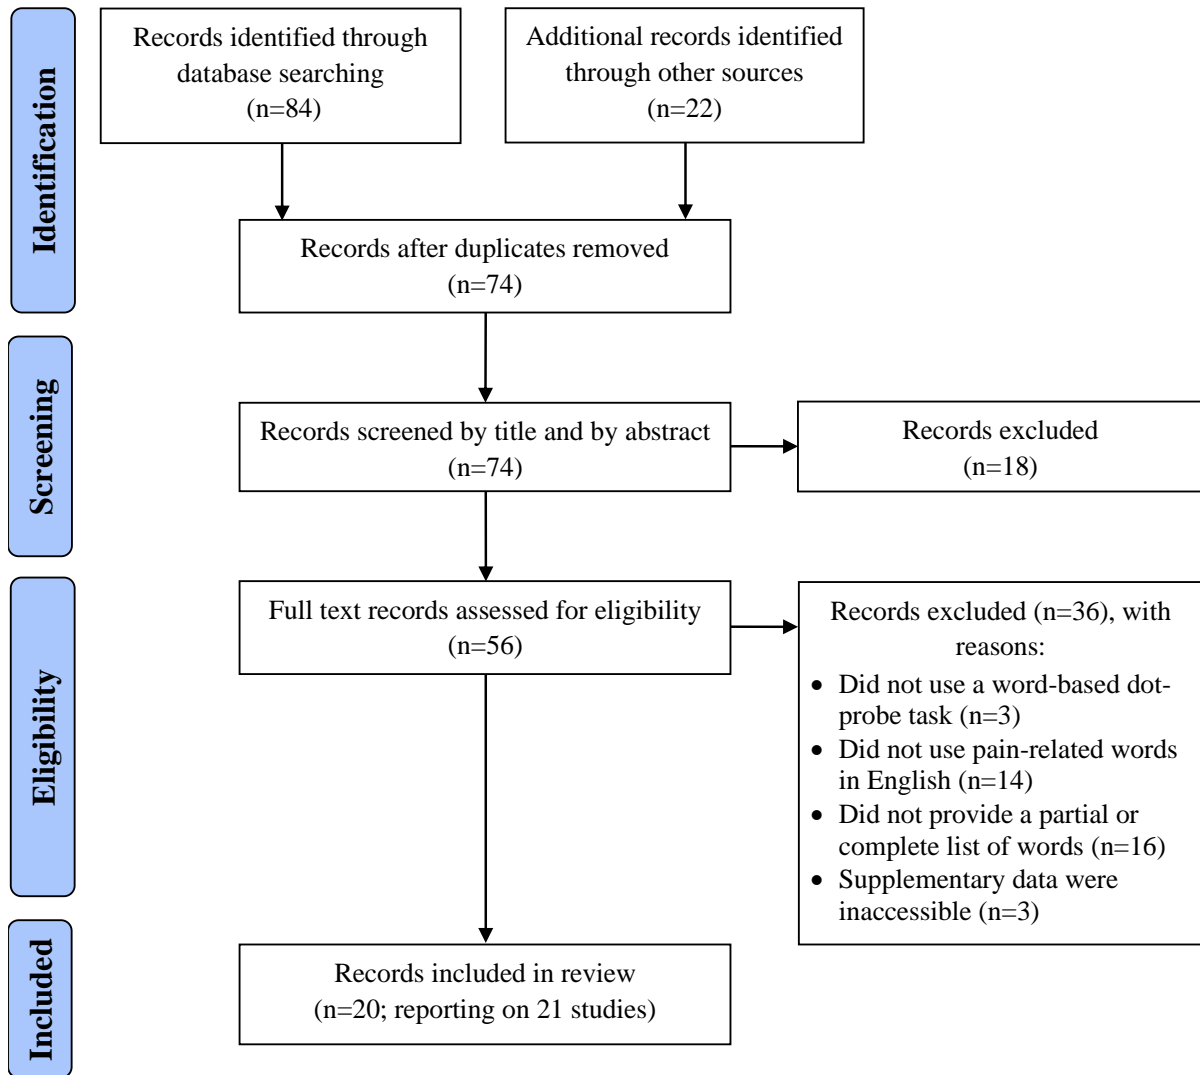 Identification
Records identified through
database searching
(n=84)
Additional records identified
through other sources
(n=22)
Records after duplicates removed
(n=74)
Screening
Records screened by title and by abstract
(n=74)
Records excluded
(n=18)
Eligibility
Full text records assessed for eligibility
(n=56)
Records excluded (n=36), with
reasons:
• Did not use a word-based dot-
probe task (n=3)
• Did not use pain-related words
in English (n=14)
• Did not provide a partial or
complete list of words (n=16)
• Supplementary data were
inaccessible (n=3)
Included
Records included in review
(n=20; reporting on 21 studies)